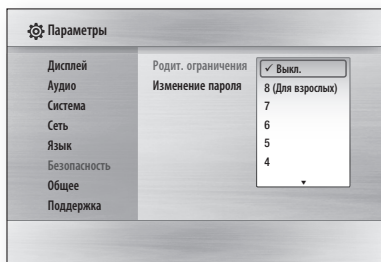 Параметры
Дисплей
Аудио
Система
Сеть
Язык
Безопасность
Общее
Поддержка
Родит. ограничения
Изменение пароля
✓ Выкл.
8 (Для взрослых)
7
6
5
4